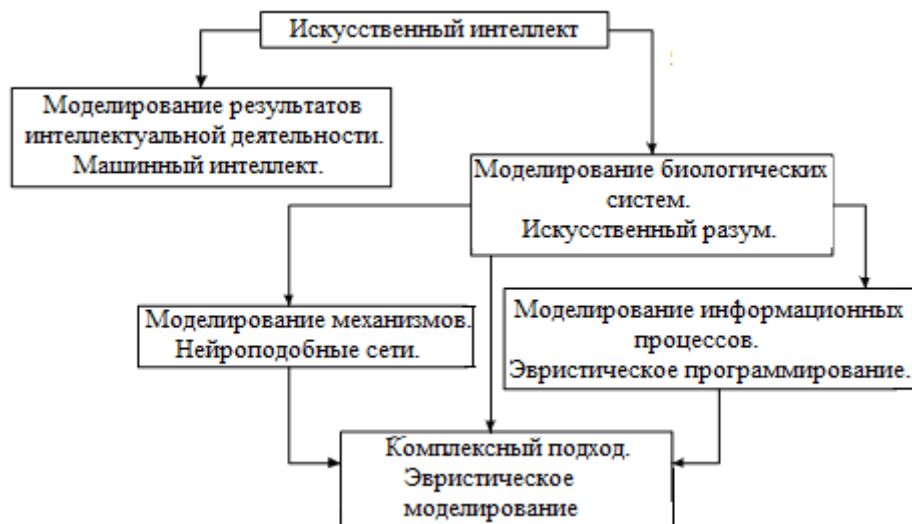 Искусственный интеллект
Моделирование результатов
интеллектуальной деятельности.
Машинный интеллект.
Моделирование биологических
систем.
Искусственный разум.
Моделирование механизмов.
Нейроподобные сети.
Моделирование информационных
процессов.
Эвристическое программирование.
Комплексный подход.
Эвристическое
моделирование